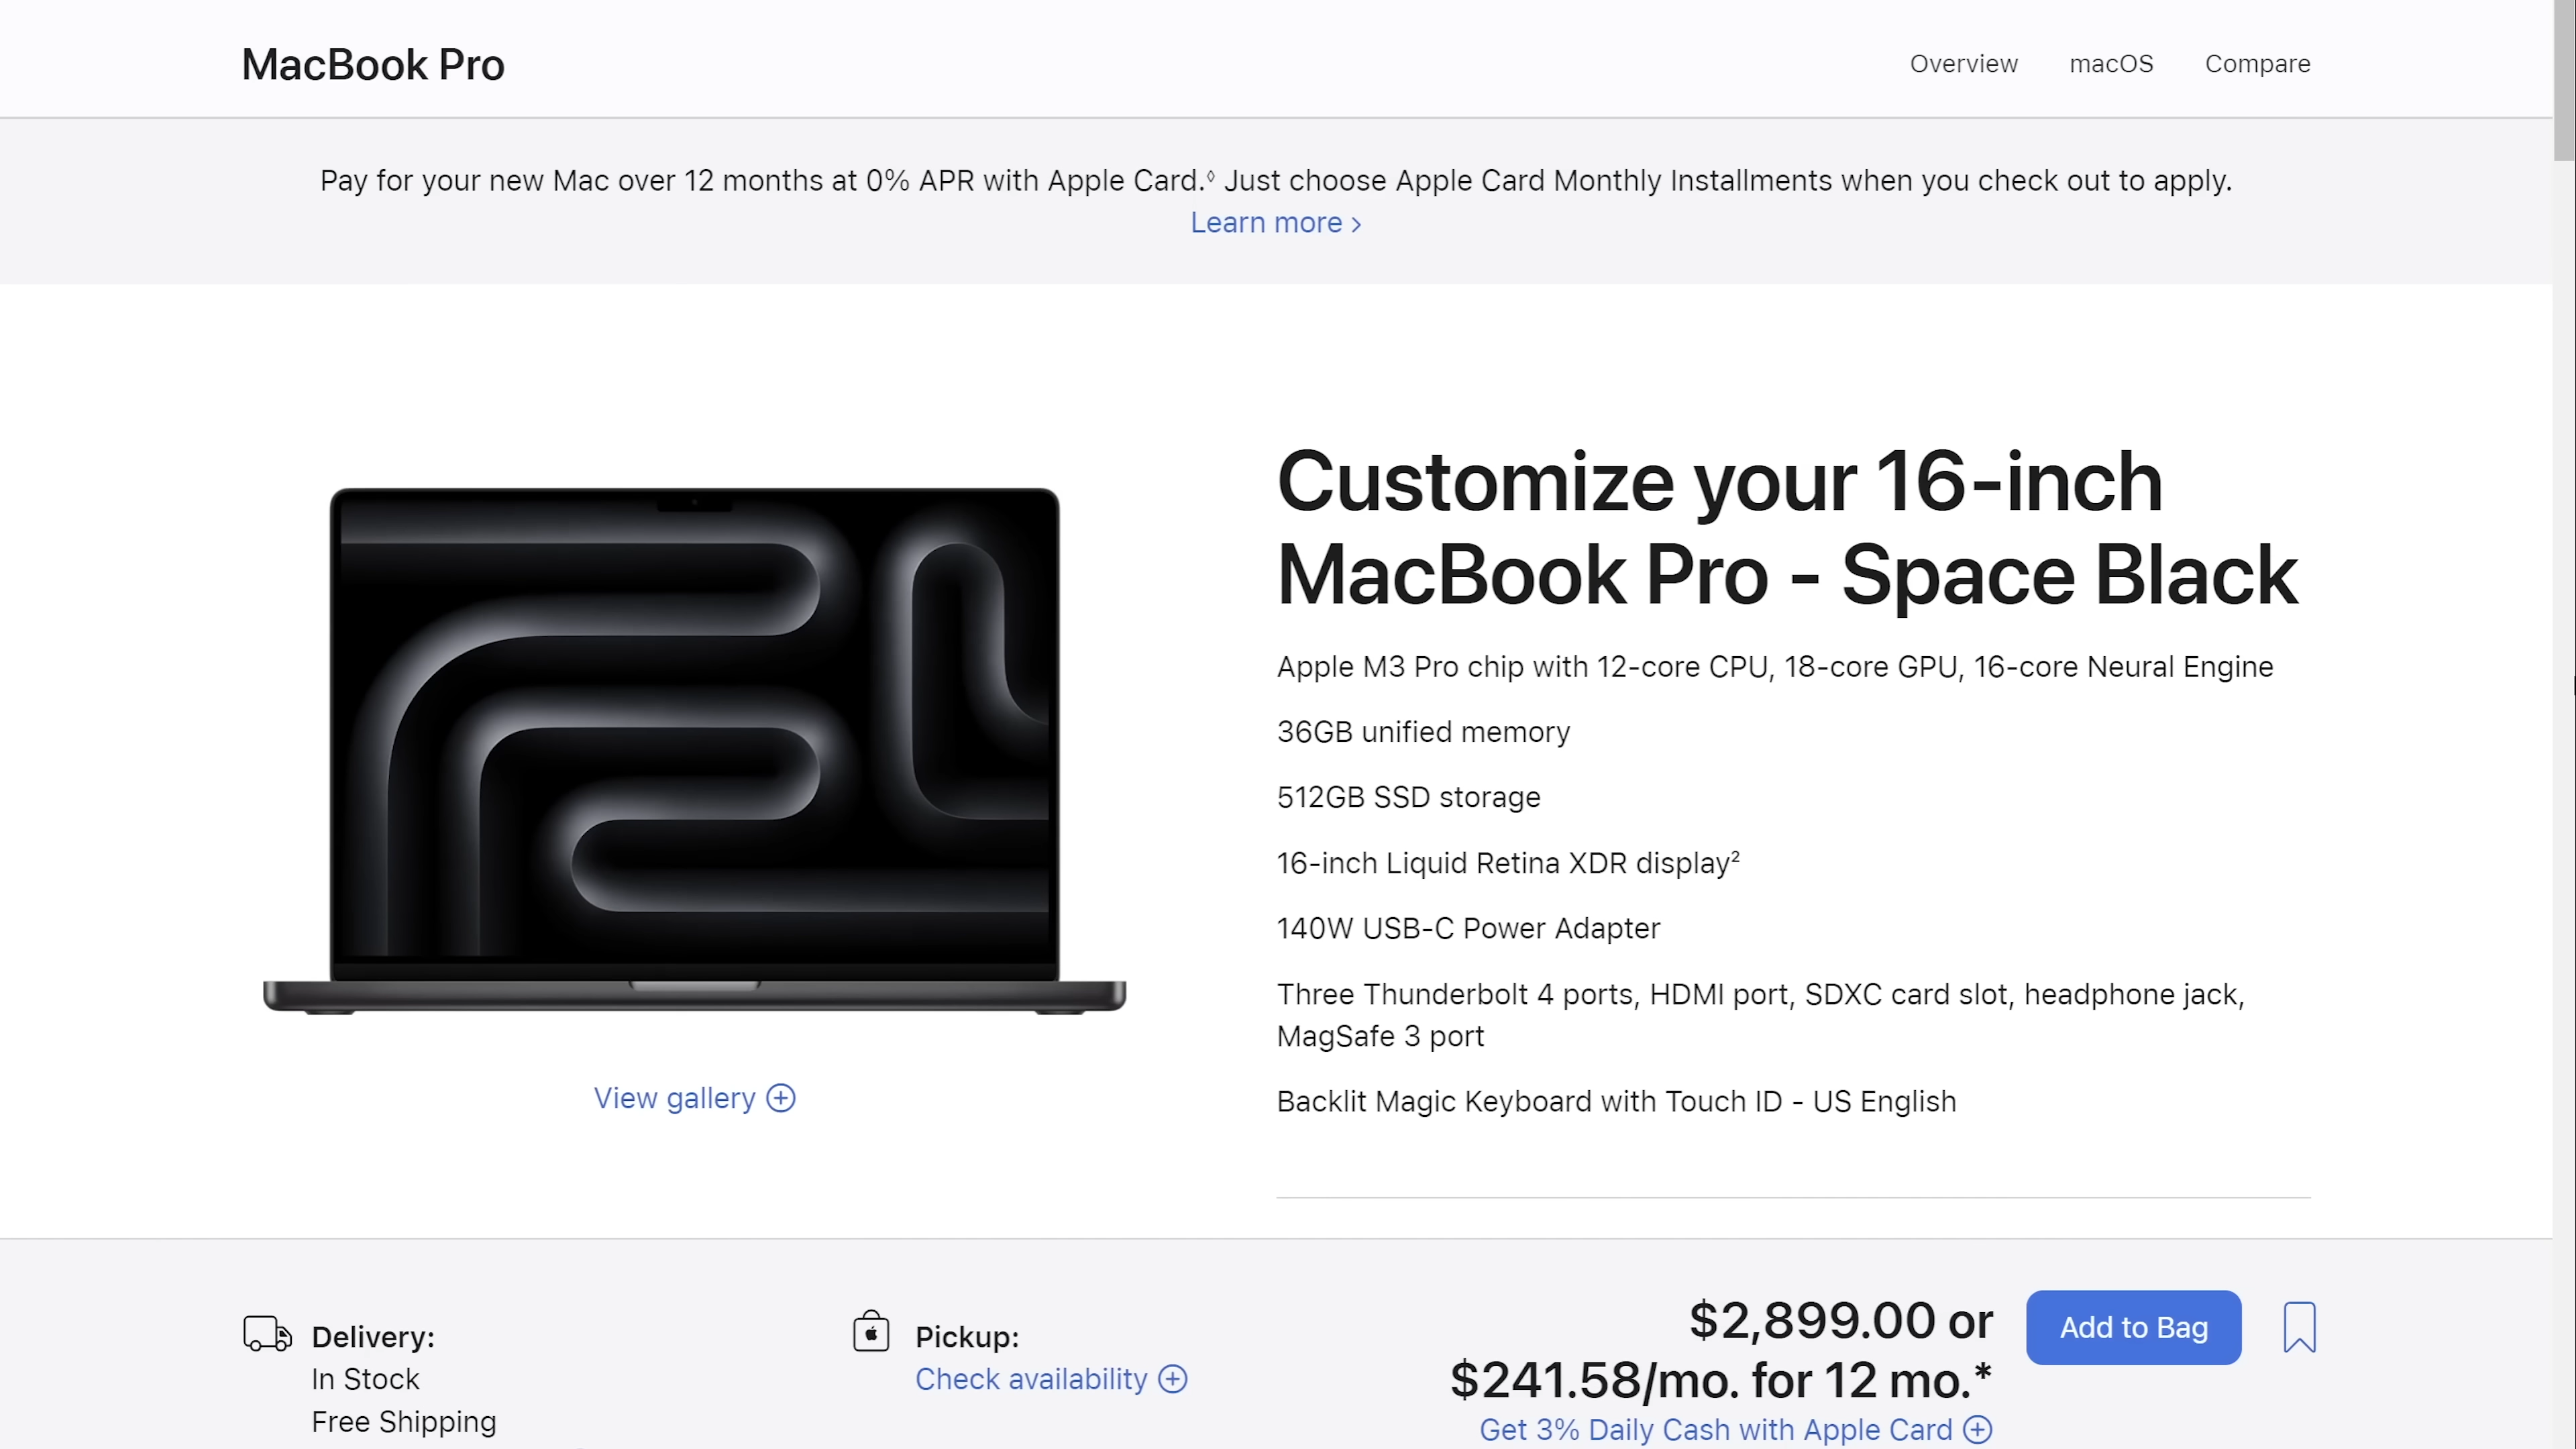 MacBook Pro
Overview
macOS
Compare
Pay for your new Mac over 12 months at 0% APR with Apple Card.◊ Just choose Apple Card Monthly Installments when you check out to apply.
Learn more >
Customize your 16-inch
MacBook Pro - Space Black
Apple M3 Pro chip with 12-core CPU, 18-core GPU, 16-core Neural Engine
36GB unified memory
512GB SSD storage
16-inch Liquid Retina XDR display²
140W USB-C Power Adapter
Three Thunderbolt 4 ports, HDMI port, SDXC card slot, headphone jack,
MagSafe 3 port
Backlit Magic Keyboard with Touch ID - US English
View gallery
Delivery:
In Stock
Free Shipping
Pickup:
Check availability
$2,899.00 or
$241.58/mo. for 12 mo.*
Get 3% Daily Cash with Apple Card
Add to Bag